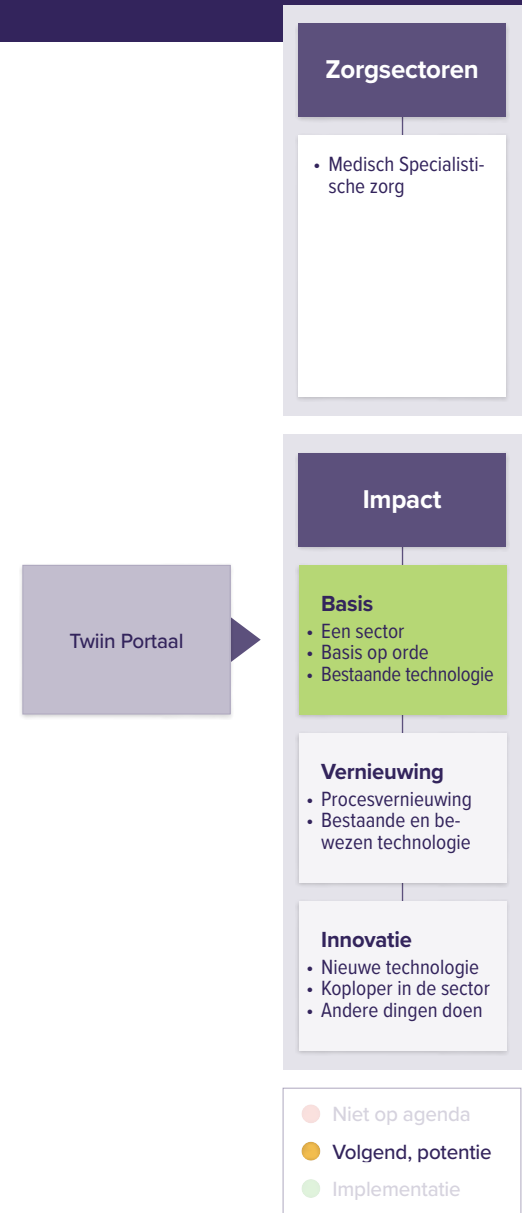 Zorgsectoren
• Medisch Specialisti-
sche zorg
Impact
Twiin Portaal
Basis
• Een sector
• Basis op orde
• Bestaande technologie
Vernieuwing
• Procesvernieuwing
• Bestaande en be-
wezen technologie
Innovatie
• Nieuwe technologie
• Koploper in de sector
• Andere dingen doen
Niet op agenda
Volgend, potentie
Implementatie